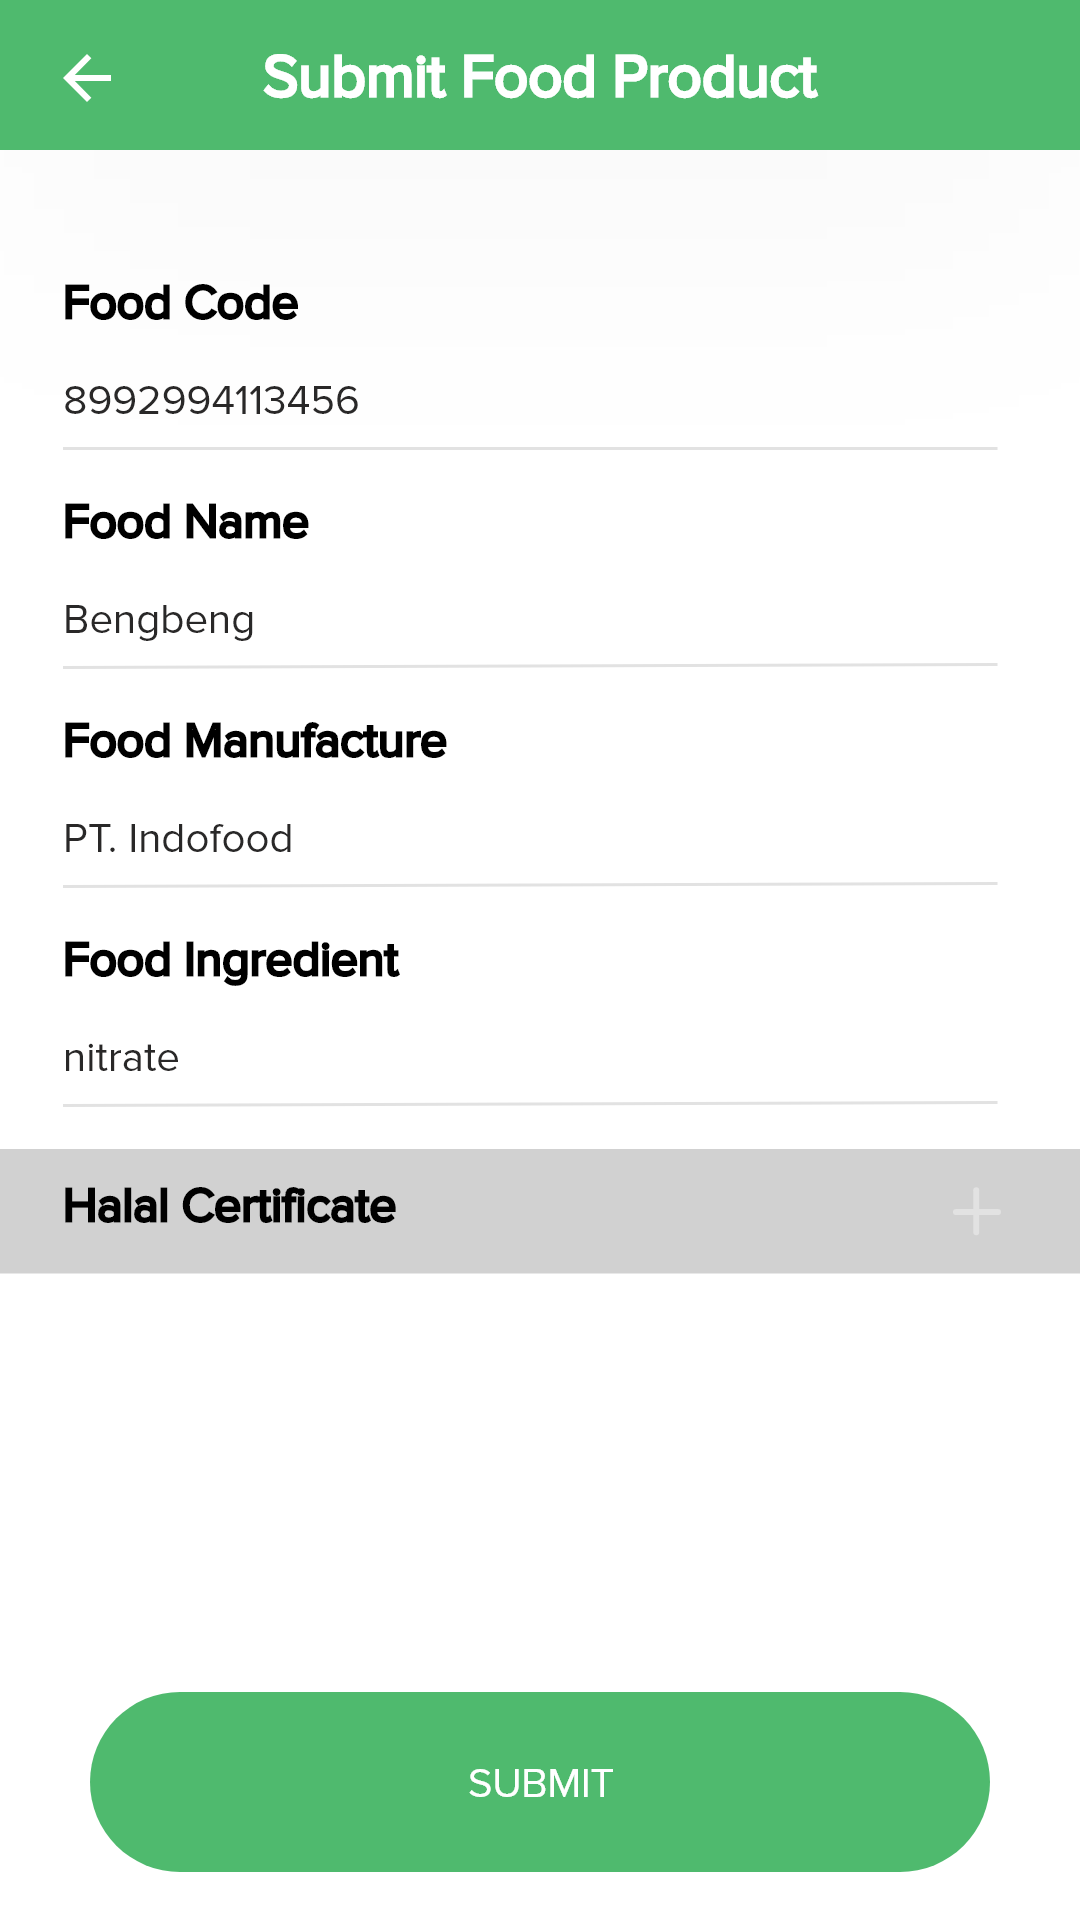 Submit Food Product
Food Code
8992994113456
Food Name
Bengbeng
Food Manufacture
PT. Indofood
Food Ingredient
nitrate
Halal Certificate
SUBMIT